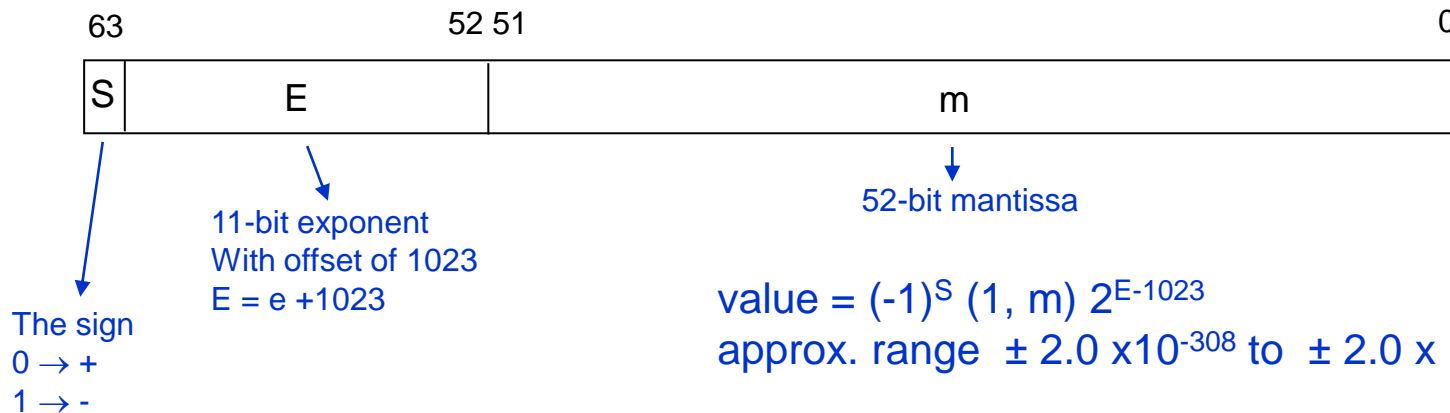 63 52 51 0
S E m
52-bit mantissa
11-bit exponent
With offset of 1023
E = e +1023
value = (-1)^S (1, m) 2^E-1023
The sign
approx. range ± 2.0 x10^-308 to ± 2.0 x
0 → +
1 → -